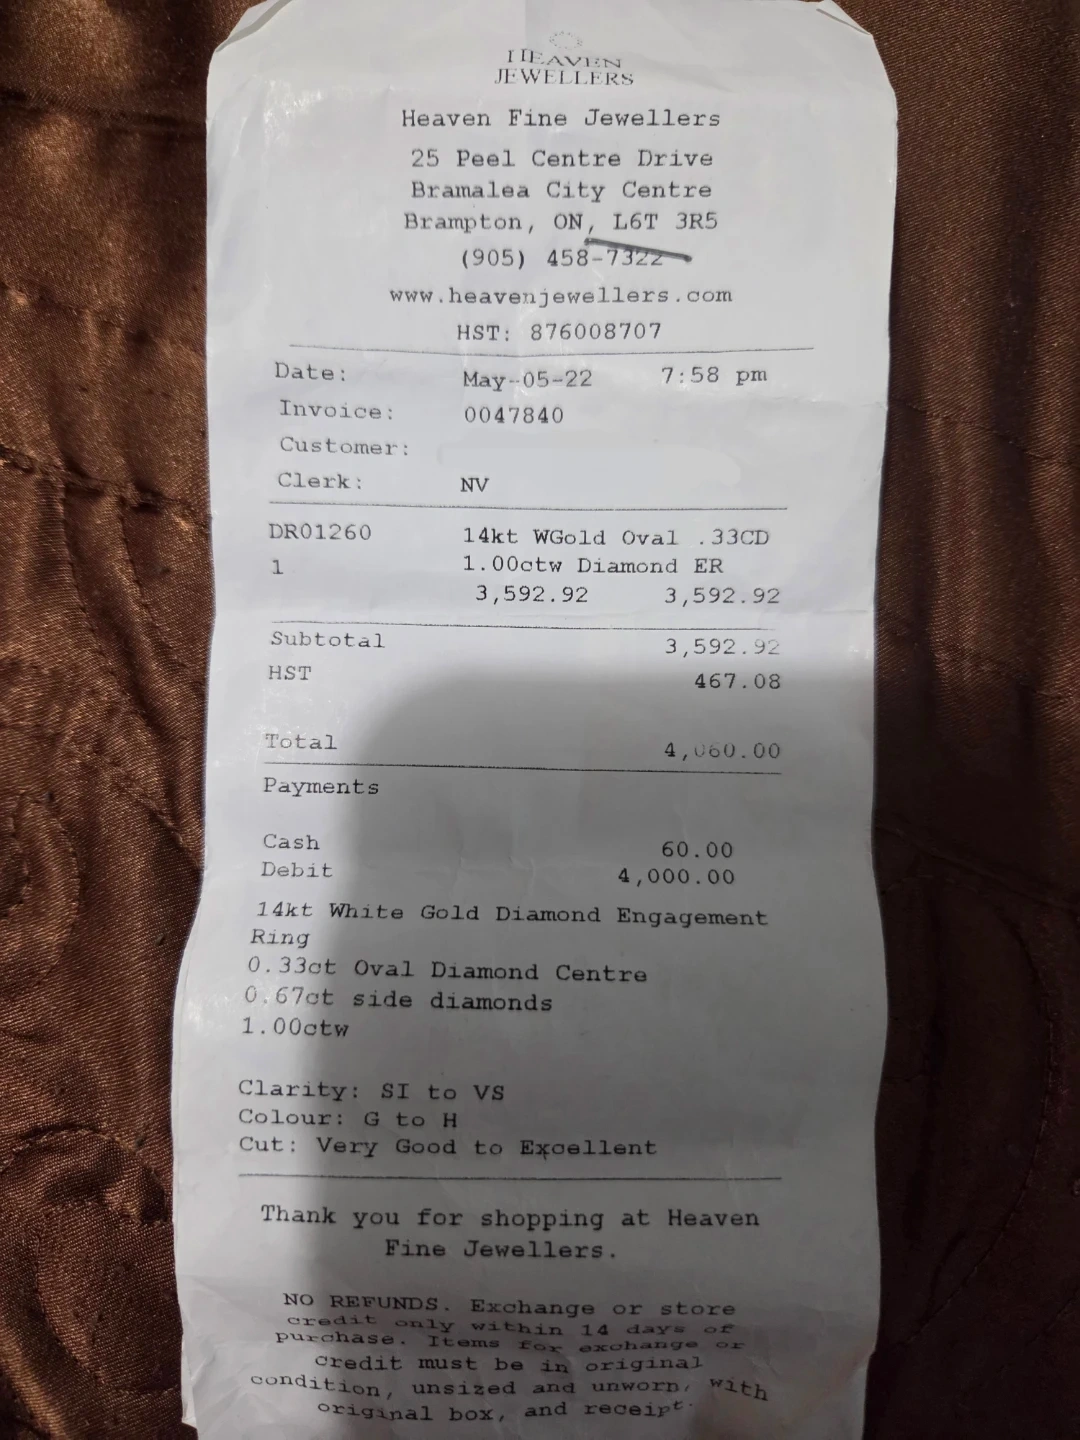 HEAVEN
JEWELLERS
Heaven Fine Jewellers
25 Peel Centre Drive
Bramalea City Centre
Brampton, ON, L6T 3R5
(905) 458-7322
www.heavenjewellers.com
HST: 876008707
Date: May-05-22 7:58 pm
Invoice: 0047840
Customer:
Clerk: NV
DR01260 14kt WGold Oval .33CD
1 1.00ctw Diamond ER
3,592.92 3,592.92
Subtotal 3,592.92
HST 467.08
Total 4,060.00
Payments
Cash 60.00
Debit 4,000.00
14kt White Gold Diamond Engagement
Ring
0.33ct Oval Diamond Centre
0.67ct side diamonds
1.00ctw
Clarity: SI to VS
Colour: G to H
Cut: Very Good to Excellent
Thank you for shopping at Heaven
Fine Jewellers.
NO REFUNDS. Exchange or store
credit only within 14 days of
purchase. Items for exchange or
credit must be in original
condition, unsized and unworn, with
original box, and receipt.